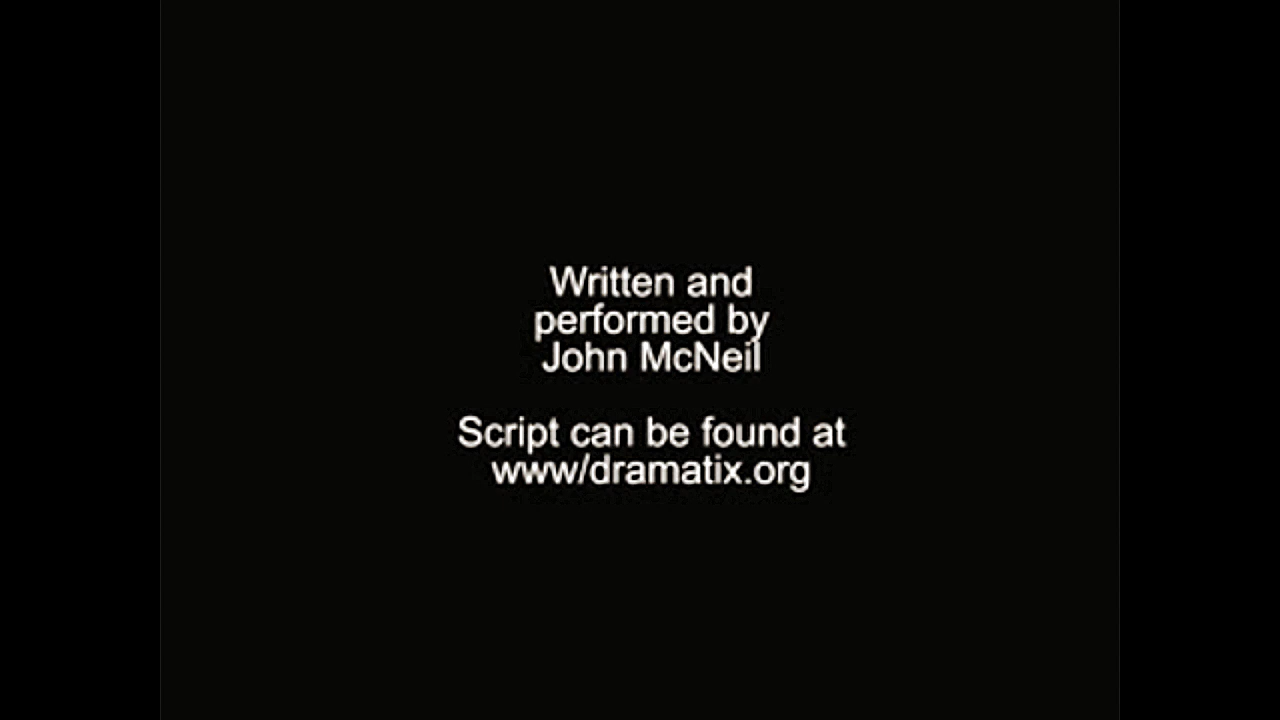 Written and
performed by
John McNeil
Script can be found at
www/dramatix.org